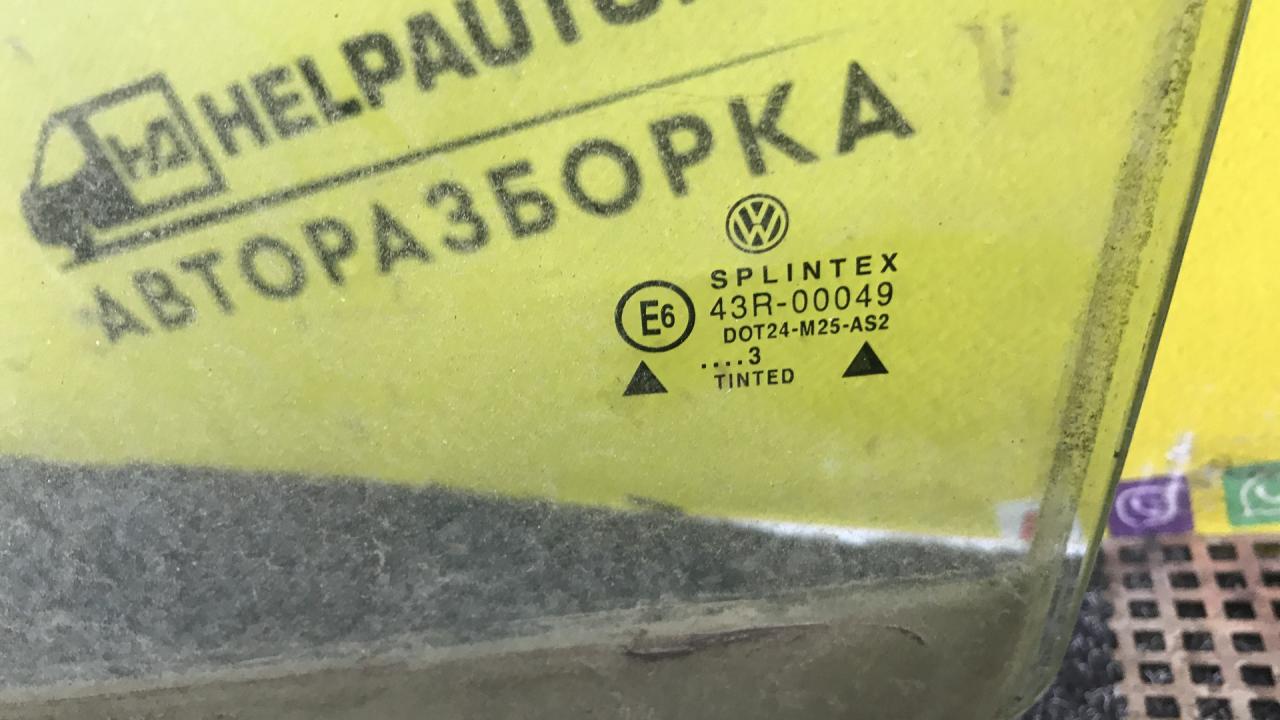 HELPAUTO
АВТОРАЗБОРКА
SPLINTEX
E6 43R-00049
DOT24-M25-AS2
....3
TINTED